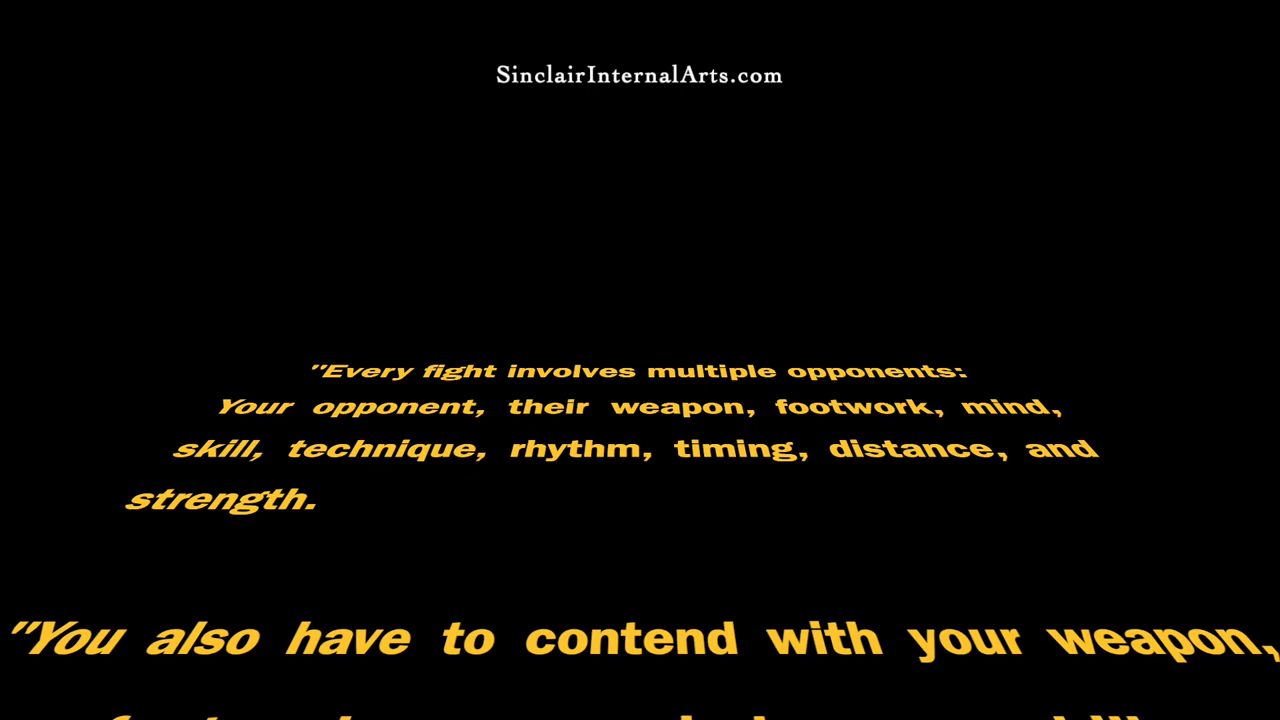 SinclairInternalArts.com
"Every fight involves multiple opponents:
Your opponent, their weapon, footwork, mind,
skill, technique, rhythm, timing, distance, and
strength.
"You also have to contend with your weapon,